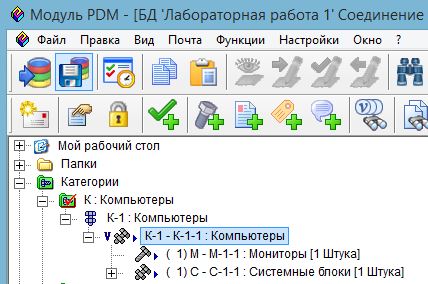 Модуль PDM - [БД 'Лабораторная работа 1' Соединение
Файл Правка Вид Почта Функции Настройки Окно ?
Мой рабочий стол
Папки
Категории
К : Компьютеры
К-1 : Компьютеры
V К-1 - К-1-1 : Компьютеры
( 1) М - М-1-1 : Мониторы [1 Штука]
( 1) С - С-1-1 : Системные блоки [1 Штука]